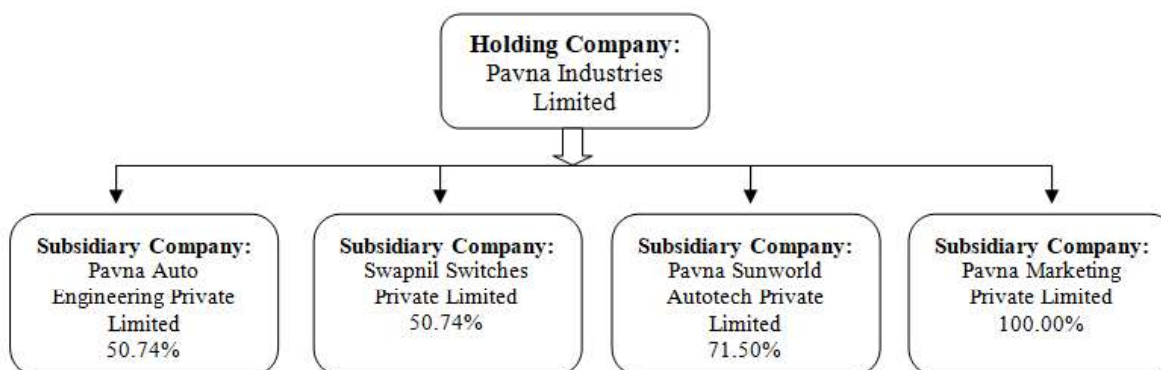 Holding Company:
Pavna Industries
Limited
Subsidiary Company:
Pavna Auto
Engineering Private
Limited
50.74%
Subsidiary Company:
Swapnil Switches
Private Limited
50.74%
Subsidiary Company:
Pavna Sunworld
Autotech Private
Limited
71.50%
Subsidiary Company:
Pavna Marketing
Private Limited
100.00%